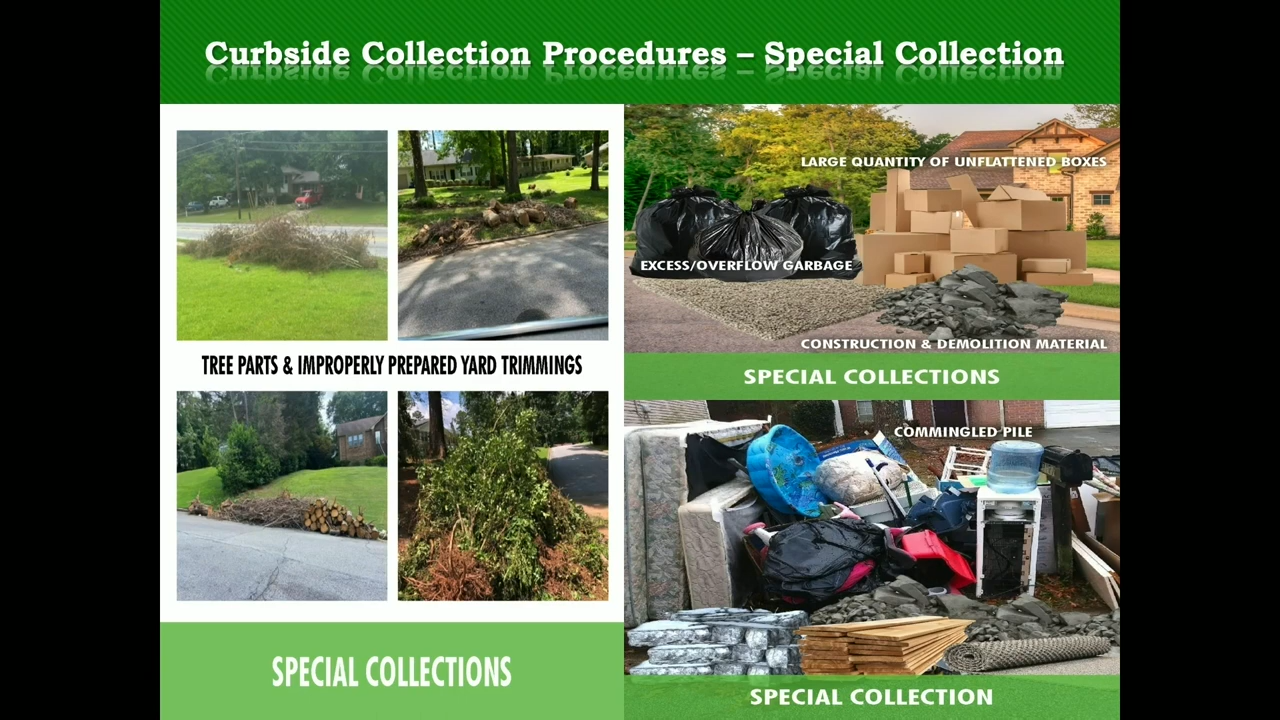 Curbside Collection Procedures – Special Collection
TREE PARTS & IMPROPERLY PREPARED YARD TRIMMINGS
SPECIAL COLLECTIONS
LARGE QUANTITY OF UNFLATTENED BOXES
EXCESS/OVERFLOW GARBAGE
CONSTRUCTION & DEMOLITION MATERIAL
SPECIAL COLLECTIONS
COMMINGLED PILE
SPECIAL COLLECTION